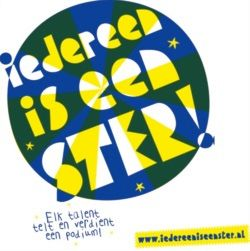 iedereen
is een
STER!
Elk talent
telt en verdient
een podium!
www.iedereeniseenster.nl